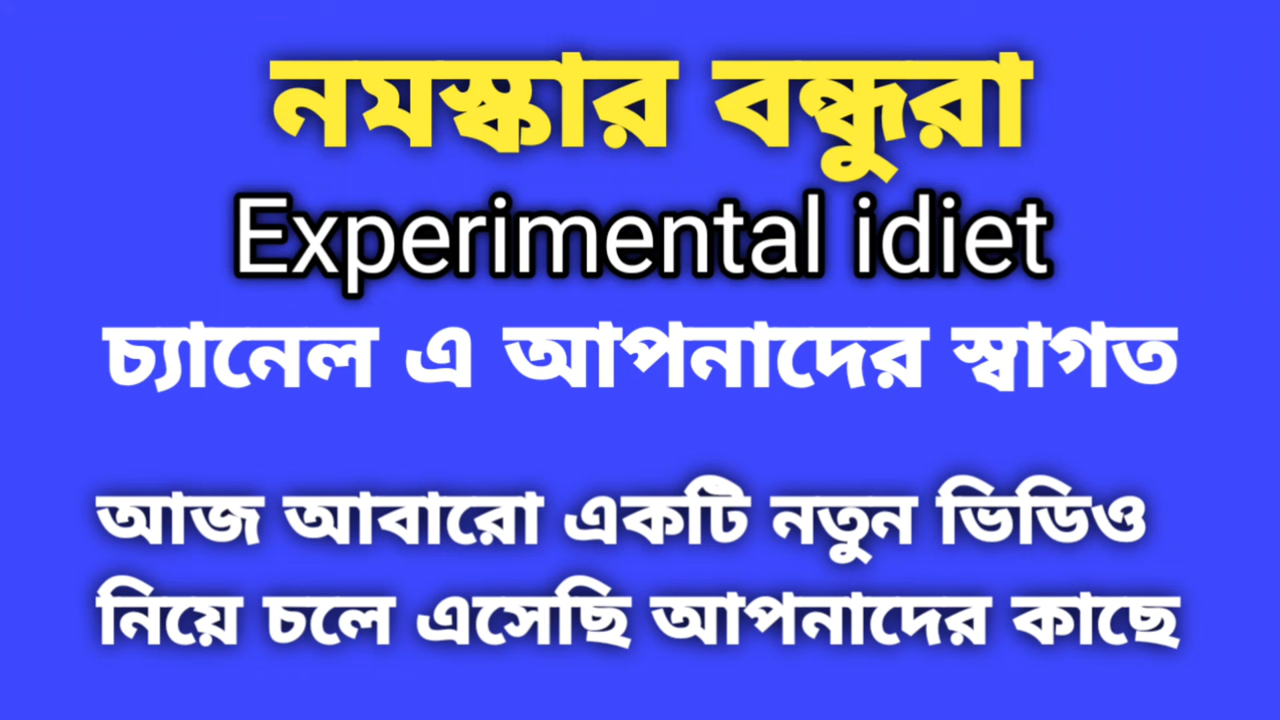 নমস্কার বন্ধুরা
Experimental idiet
চ্যানেল এ আপনাদের স্বাগত
আজ আবারো একটি নতুন ভিডিও
নিয়ে চলে এসেছি আপনাদের কাছে